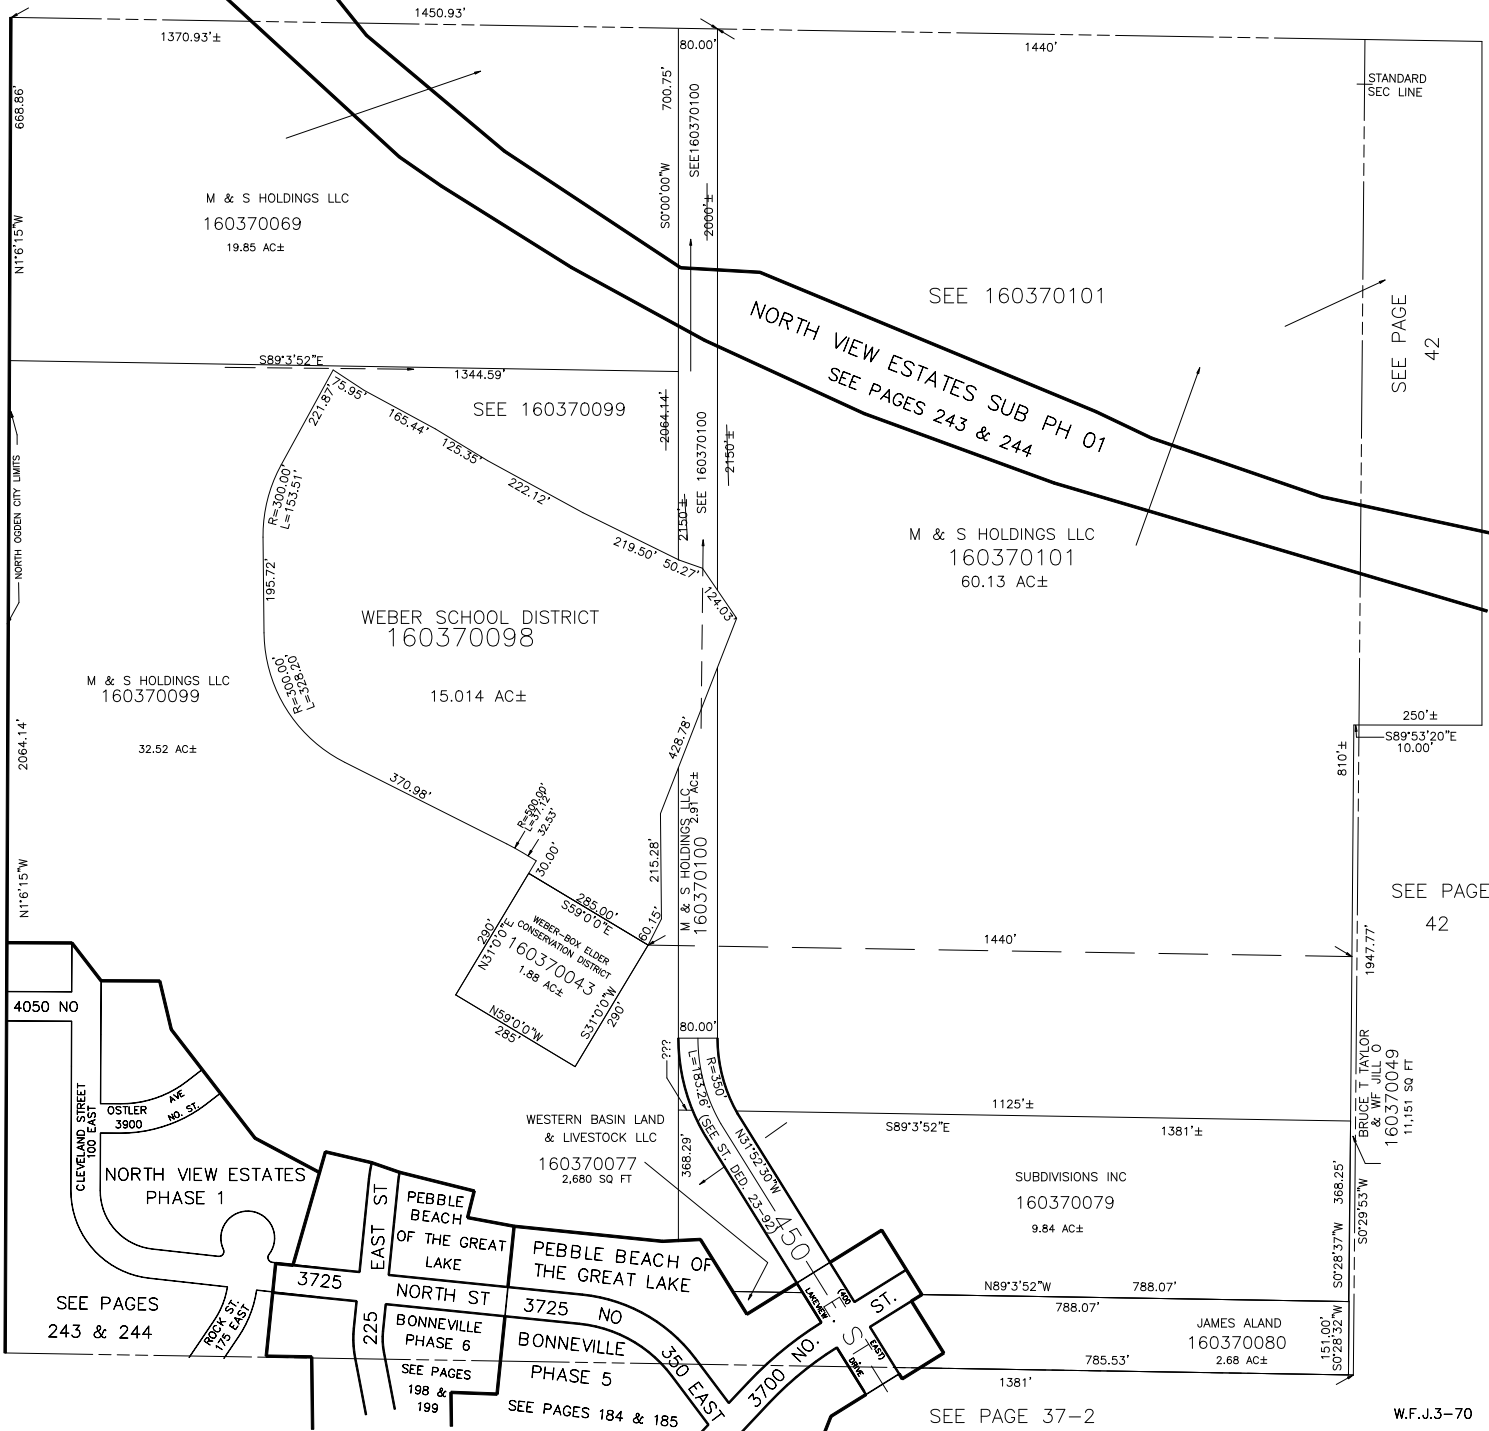 1450.93'
1370.93'±
80.00'
1440'
STANDARD
SEC LINE
668.86'
N1°6'15"W
700.75'
S0°00'00"W
SEE160370100
2000'±
M & S HOLDINGS LLC
160370069
19.85 AC±
SEE 160370101
SEE PAGE
42
NORTH VIEW ESTATES SUB PH 01
SEE PAGES 243 & 244
S89°3'52"E
1344.59'
SEE 160370099
2064.14'
SEE 160370100
2150'±
2150'±
NORTH OGDEN CITY LIMITS
221.87'
75.95'
165.44'
125.35'
222.12'
219.50'
50.27'
124.03
R=300.00'
L=153.51'
195.72'
R=300.00'
L=328.20'
M & S HOLDINGS LLC
160370101
60.13 AC±
WEBER SCHOOL DISTRICT
160370098
15.014 AC±
M & S HOLDINGS LLC
160370099
32.52 AC±
2064.14'
N1°6'15"W
370.98'
R=500.00'
L=37.12'
32.53'
30.00'
428.78'
215.28'
60.15'
M & S HOLDINGS LLC
160370100
2.91 AC±
250'±
S89°53'20"E
10.00'
810'±
SEE PAGE
42
1947.77'
285.00'
S59°0'0"E
290'
N31°0'0"E
WEBER-BOX ELDER
CONSERVATION DISTRICT
160370043
1.88 AC±
N59°0'0"W
285'
S31°0'0"W
290'
1440'
80.00'
???
L=183.26' (SEE ST. DED. 23-92)
R=350'
N31°52'30"W
368.29'
4050 NO
CLEVELAND STREET
100 EAST
OSTLER AVE
3900 NO. ST.
NORTH VIEW ESTATES
PHASE 1
SEE PAGES
243 & 244
ROCK ST.
175 EAST
WESTERN BASIN LAND
& LIVESTOCK LLC
160370077
2,680 SQ FT
1125'±
S89°3'52"E
1381'±
BRUCE T TAYLOR
& WF JILL O
160370049
11,151 SQ FT
SUBDIVISIONS INC
160370079
9.84 AC±
368.25'
S0°28'37"W
S0°29'53"W
N89°3'52"W
788.07'
788.07'
JAMES ALAND
160370080
2.68 AC±
151.00'
S0°28'32"W
785.53'
1381'
PEBBLE
BEACH
OF THE GREAT
LAKE
PEBBLE BEACH OF
THE GREAT LAKE
225 EAST ST
3725 NORTH ST
3725 NO
350 EAST
3700 NO. ST.
450 E. ST.
LAKEVIEW DRIVE
(400 EAST)
BONNEVILLE
PHASE 6
SEE PAGES
198 &
199
BONNEVILLE
PHASE 5
SEE PAGES 184 & 185
SEE PAGE 37-2
W.F.J.3-70